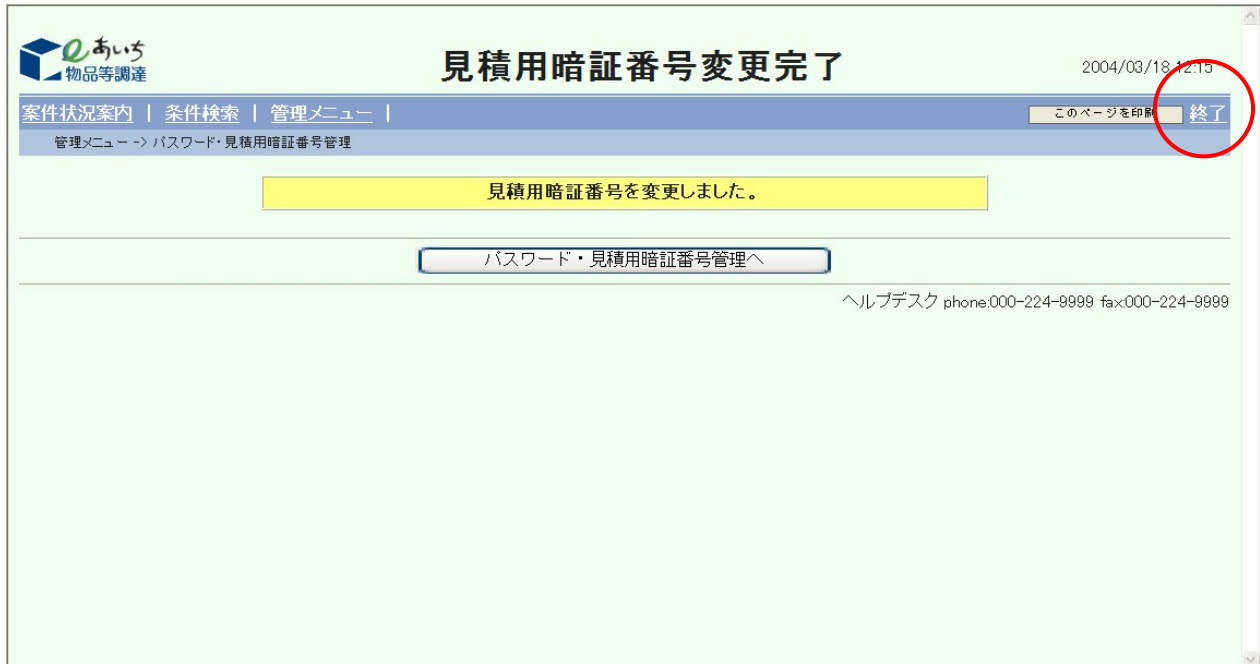 eあいち
物品等調達
見積用暗証番号変更完了
2004/03/18 12:15
案件状況案内 | 条件検索 | 管理メニュー |
このページを印刷
終了
管理メニュー -> パスワード・見積用暗証番号管理
見積用暗証番号を変更しました。
パスワード・見積用暗証番号管理へ
ヘルプデスク phone:000-224-9999 fax:000-224-9999